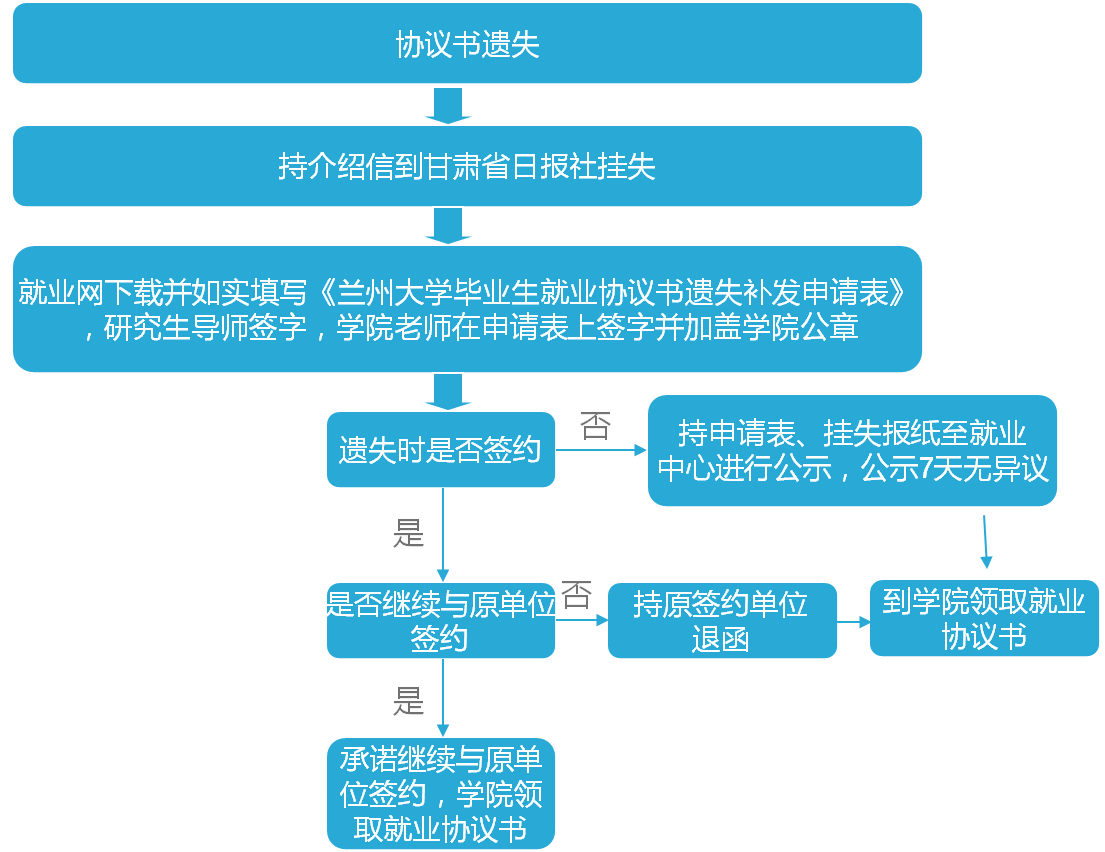 协议书遗失
持介绍信到甘肃省日报社挂失
就业网下载并如实填写《兰州大学毕业生就业协议书遗失补发申请表》
，研究生导师签字，学院老师在申请表上签字并加盖学院公章
遗失时是否签约
否
持申请表、挂失报纸至就业
中心进行公示，公示7天无异议
是
是否继续与原单位
签约
否
持原签约单位
退函
到学院领取就业
协议书
是
承诺继续与原单
位签约，学院领
取就业协议书